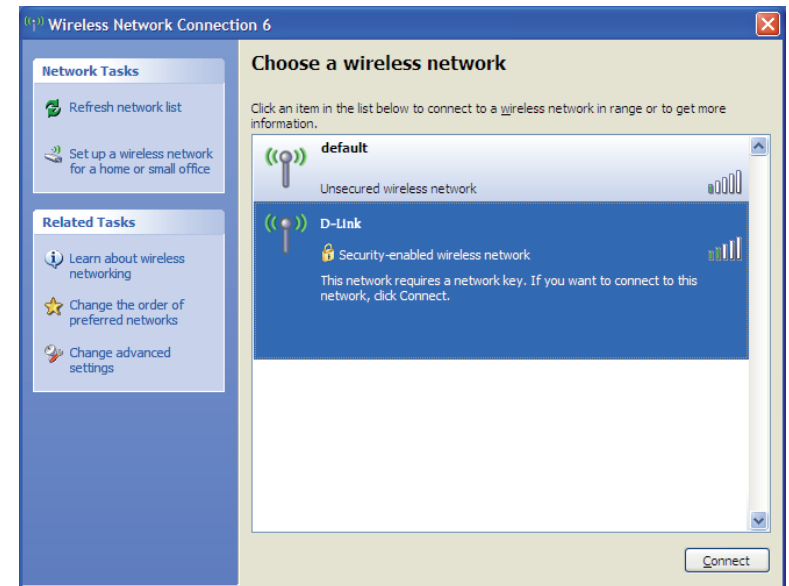 Wireless Network Connection 6
Network Tasks
Refresh network list
Set up a wireless network
for a home or small office
Related Tasks
Learn about wireless
networking
Change the order of
preferred networks
Change advanced
settings
Choose a wireless network
Click an item in the list below to connect to a wireless network in range or to get more
information.
default
Unsecured wireless network
D-Link
Security-enabled wireless network
This network requires a network key. If you want to connect to this
network, click Connect.
Connect